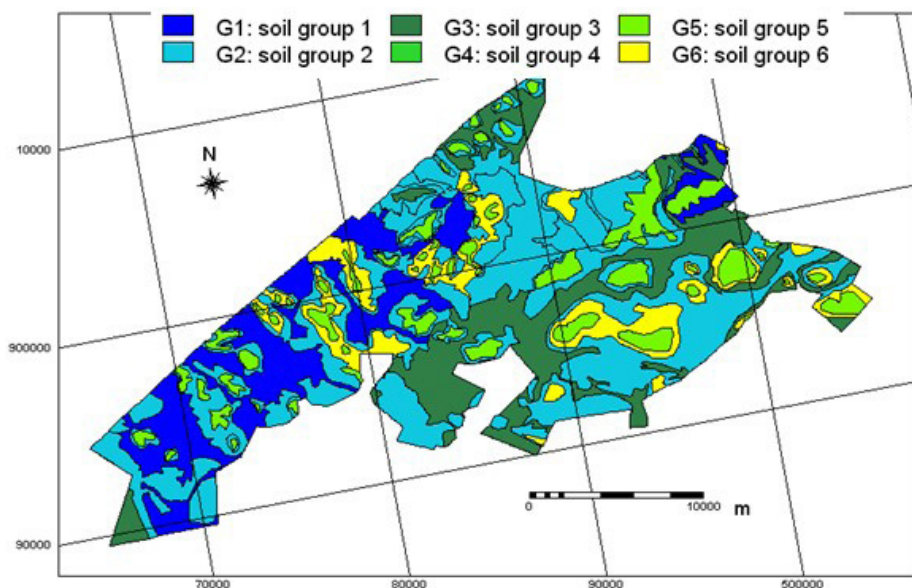 G1: soil group 1 G3: soil group 3 G5: soil group 5
G2: soil group 2 G4: soil group 4 G6: soil group 6
10000
N
900000
0 10000 m
90000
70000 80000 90000 500000